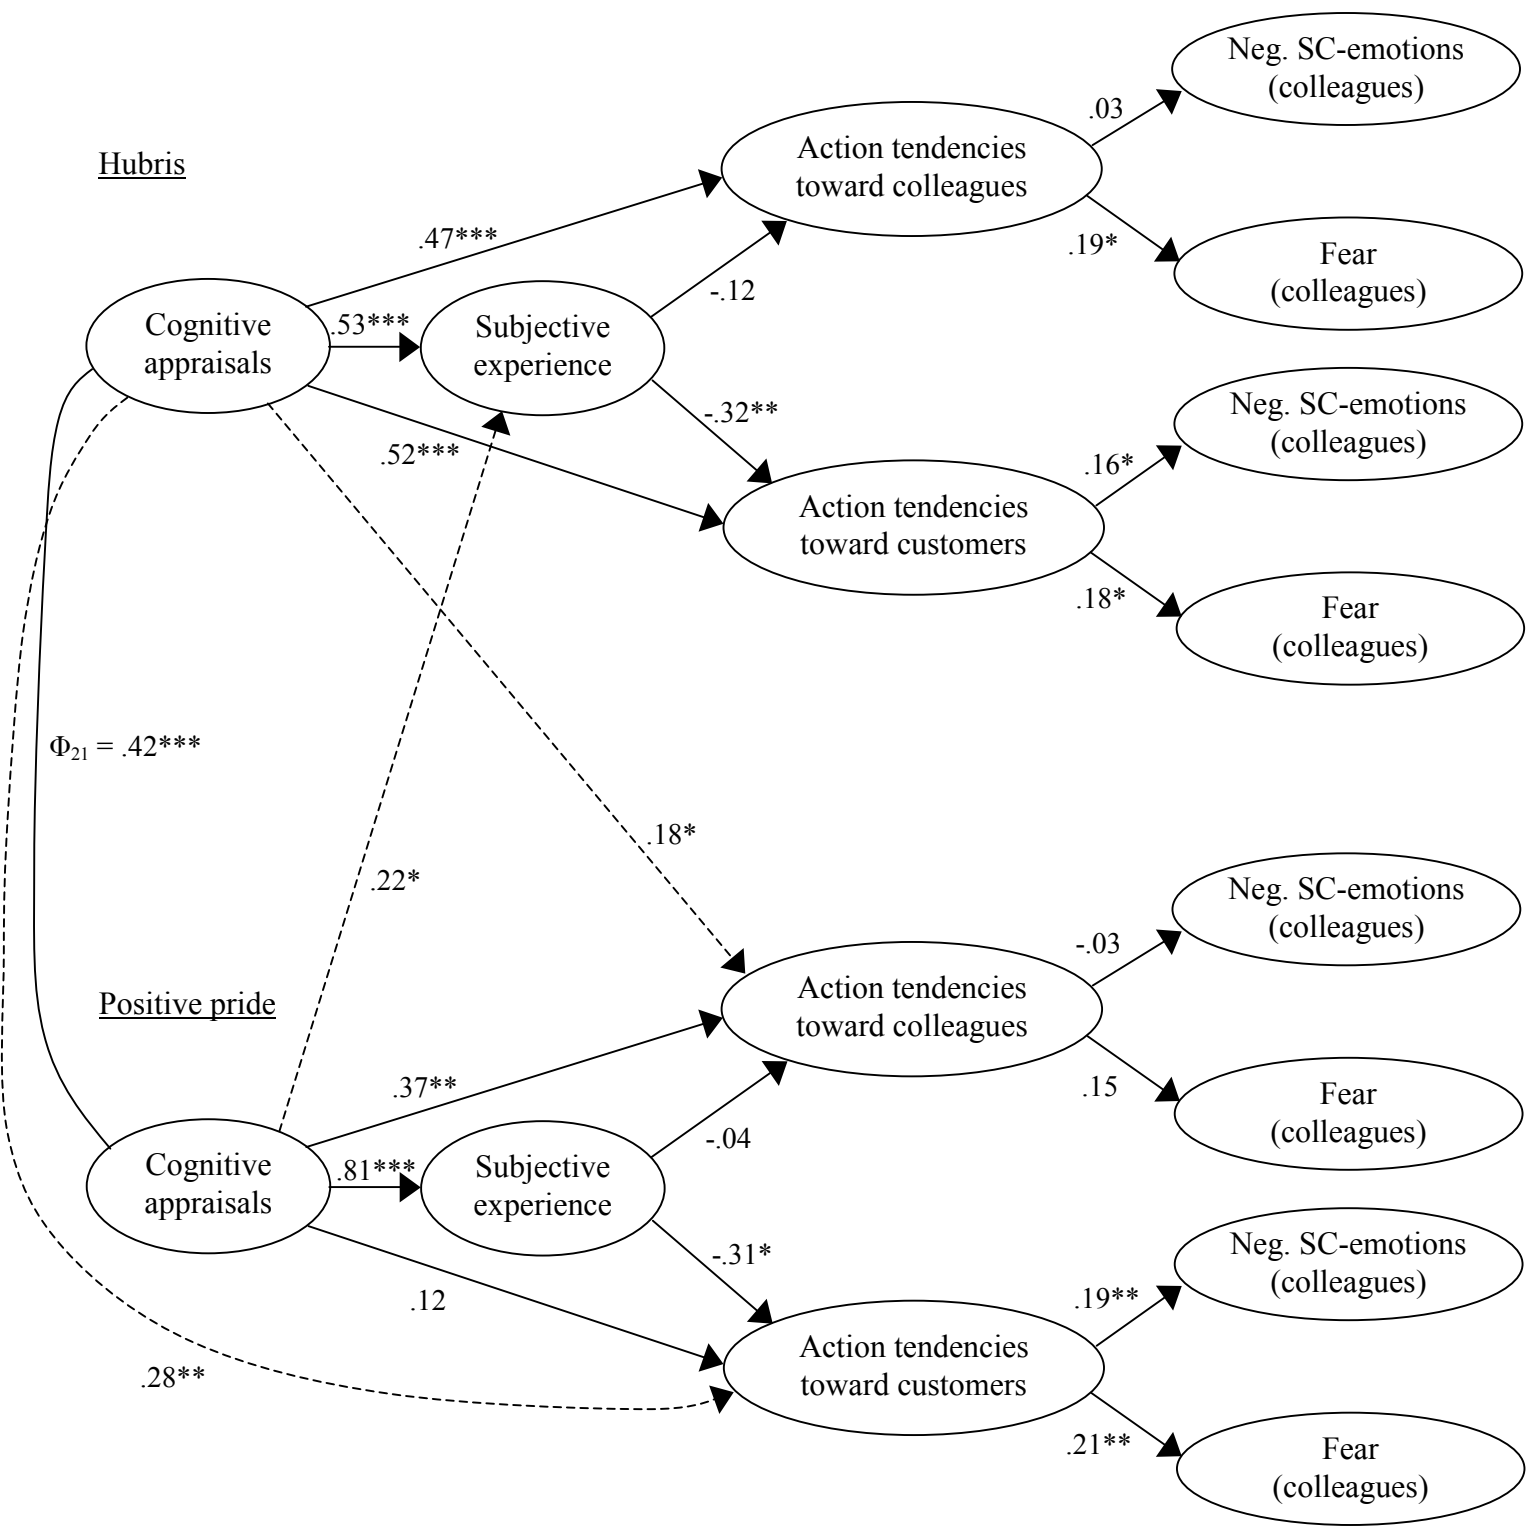 Neg. SC-emotions
(colleagues)
.03
Action tendencies
toward colleagues
Hubris
.47***
.19*
Fear
(colleagues)
-.12
Cognitive
appraisals
.53***
Subjective
experience
-.32**
.52***
Neg. SC-emotions
(colleagues)
.16*
Action tendencies
toward customers
.18*
Fear
(colleagues)
Φ21 = .42***
.18*
.22*
Neg. SC-emotions
(colleagues)
-.03
Action tendencies
toward colleagues
Positive pride
.37**
.15
Fear
(colleagues)
-.04
Cognitive
appraisals
.81***
Subjective
experience
-.31*
.12
Neg. SC-emotions
(colleagues)
.19**
Action tendencies
toward customers
.28**
.21**
Fear
(colleagues)